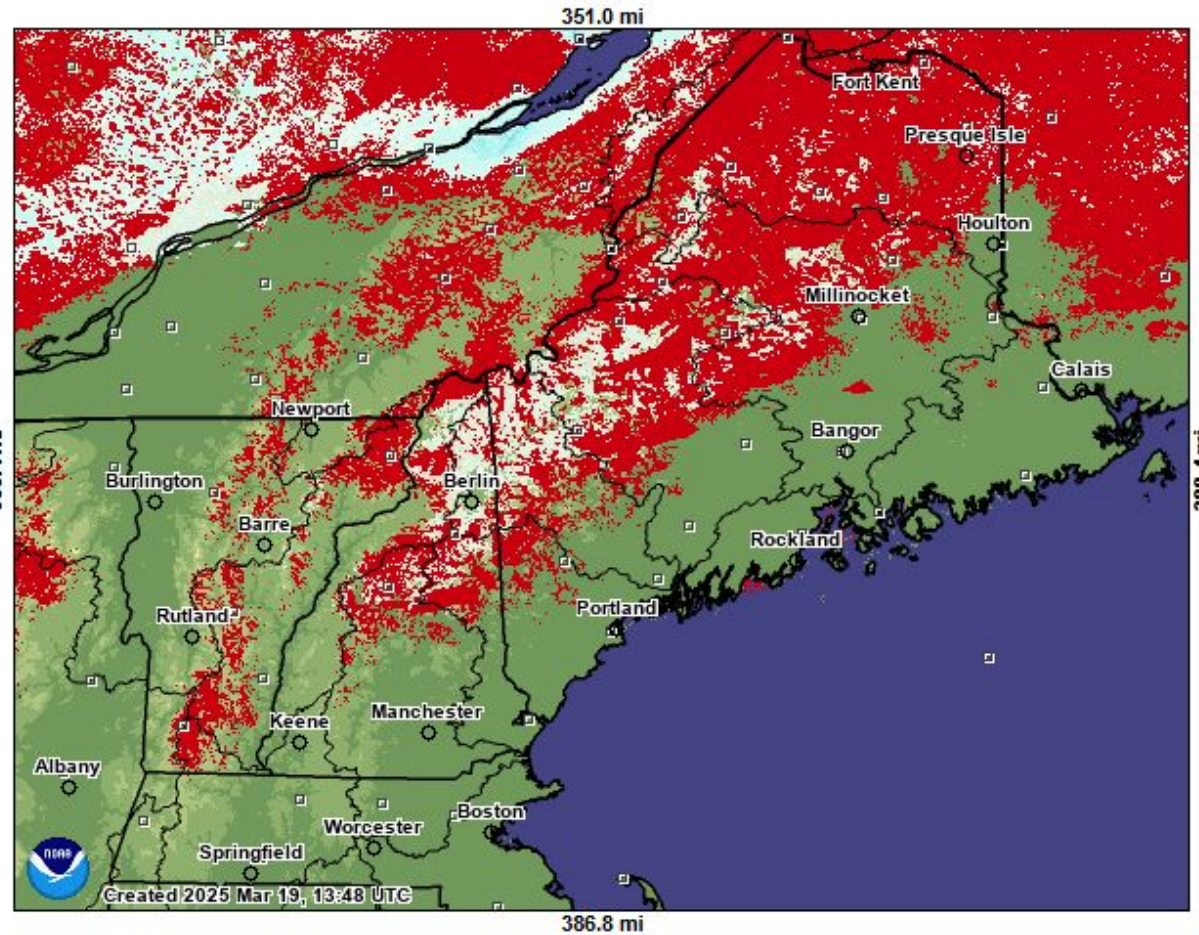 351.0 mi
Fort Kent
Presque Isle
Houlton
Millinocket
Calais
Newport
Bangor
Burlington
Berlin
Barre
Rockland
Rutland
Portland
Keene
Manchester
Albany
Boston
Worcester
Springfield
NOAA
Created 2025 Mar 19, 13:48 UTC
386.8 mi